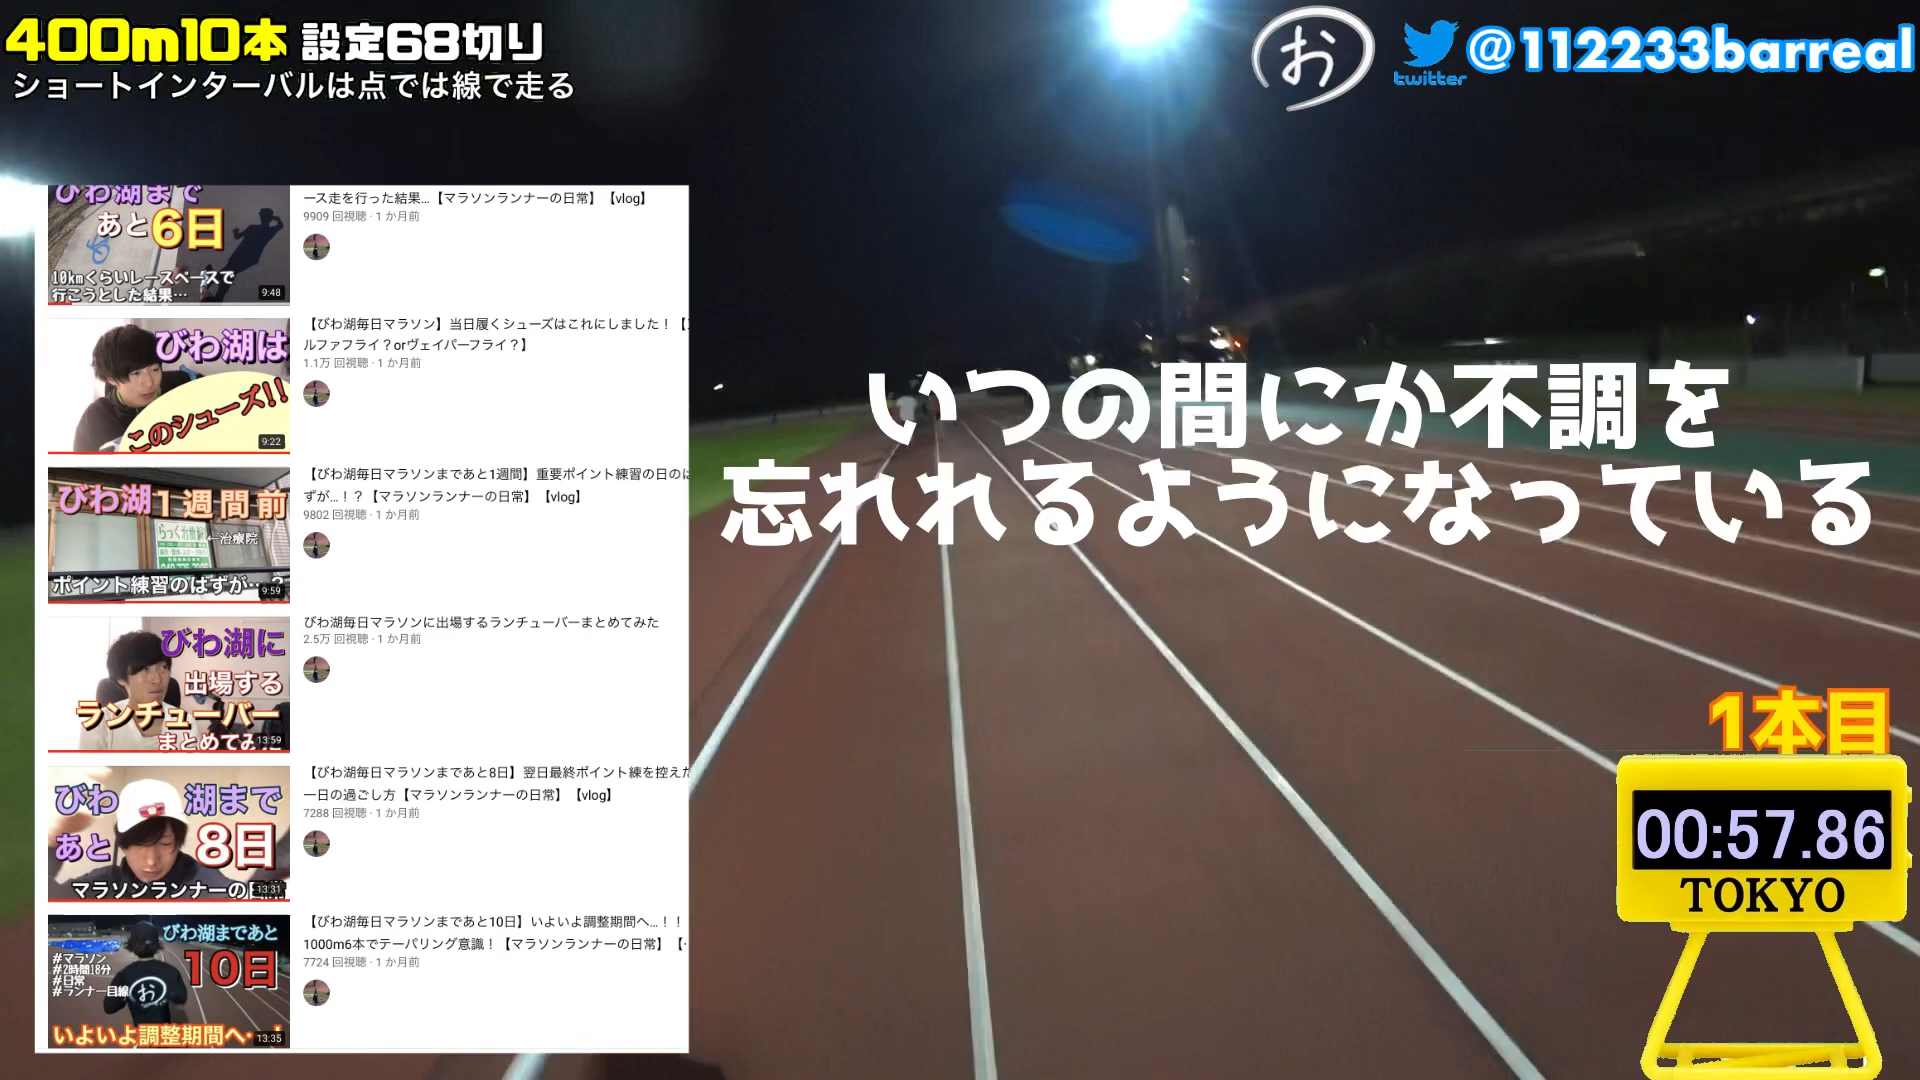 400m10本 設定68切り
ショートインターバルは点では線で走る
お
twitter
@112233barreal
びわ湖まで
あと6日
10kmくらいレースペースで
行こうとした結果…
9:48
ース走を行った結果...【マラソンランナーの日常】【vlog】
9909 回視聴・1 か月前
びわ湖は
このシューズ!!
9:22
【びわ湖毎日マラソン】当日履くシューズはこれにしました！【
ルファフライ？orヴェイパーフライ？】
1.1万 回視聴・1 か月前
びわ湖1週間前
←治療院
ポイント練習のはずが…？
9:59
【びわ湖毎日マラソンまであと1週間】重要ポイント練習の日のは
ずが...！？【マラソンランナーの日常】【vlog】
9802 回視聴・1 か月前
びわ湖に
出場する
ランチューバー
まとめてみた
13:59
びわ湖毎日マラソンに出場するランチューバーまとめてみた
2.5万 回視聴・1 か月前
びわ湖まで
あと8日
マラソンランナーの
13:31
【びわ湖毎日マラソンまであと8日】翌日最終ポイント練を控えた
一日の過ごし方【マラソンランナーの日常】【vlog】
7288 回視聴・1 か月前
びわ湖まであと
10日
#マラソン
#2時間18分
#日常
#ランナー目線
お
いよいよ調整期間へ…！
13:35
【びわ湖毎日マラソンまであと10日】いよいよ調整期間へ...！！
1000m6本でテーパリング意識！【マラソンランナーの日常】【
7724 回視聴・1 か月前
いつの間にか不調を
忘れれるようになっている
1本目
00:57.86
TOKYO